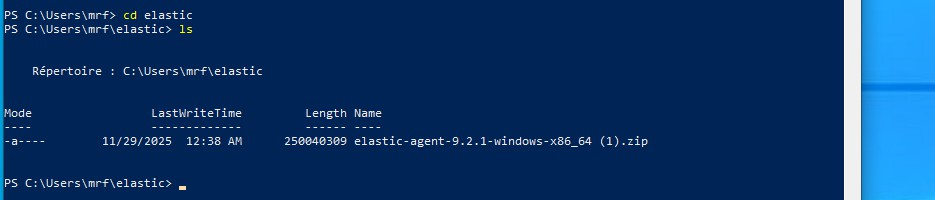 PS C:\Users\mrf> cd elastic
PS C:\Users\mrf\elastic> ls
Répertoire : C:\Users\mrf\elastic
Mode                 LastWriteTime         Length Name
----                 -------------         ------ ----
-a----        11/29/2025  12:38 AM      250040309 elastic-agent-9.2.1-windows-x86_64 (1).zip
PS C:\Users\mrf\elastic>